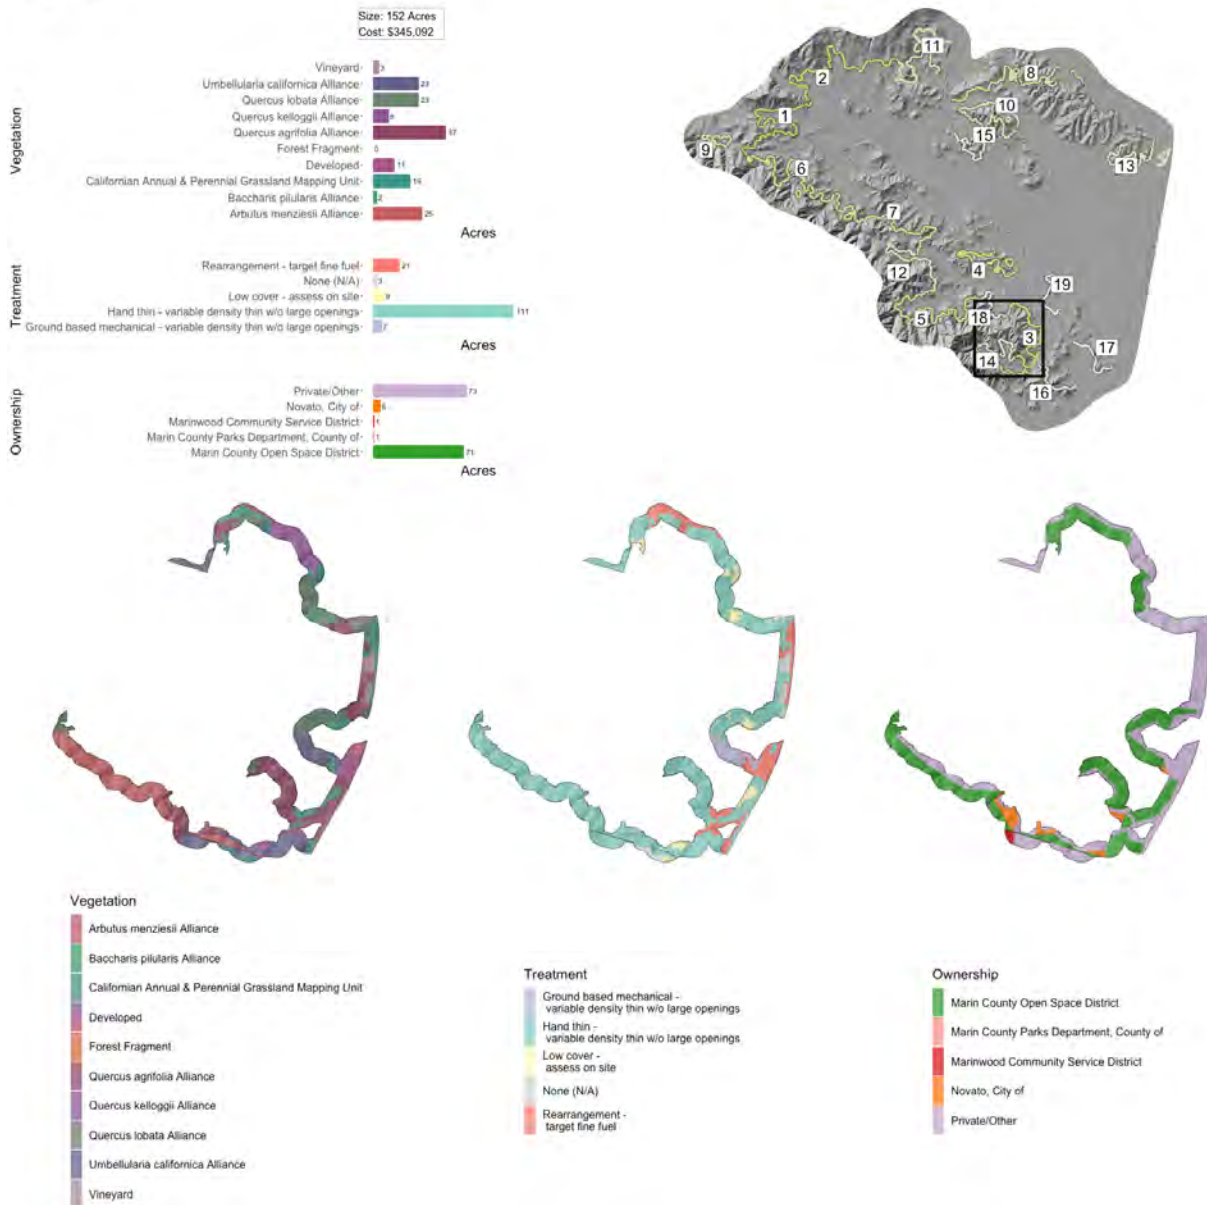 Size: 152 Acres
Cost: $345,092
Vegetation
Vineyard
3
Umbellularia californica Alliance
23
Quercus lobata Alliance
23
Quercus kelloggii Alliance
8
Quercus agrifolia Alliance
37
Forest Fragment
0
Developed
11
Californian Annual & Perennial Grassland Mapping Unit
19
Baccharis pilularis Alliance
2
Arbutus menziesii Alliance
25
Acres
Treatment
Rearrangement - target fine fuel
21
None (N/A)
3
Low cover - assess on site
9
Hand thin - variable density thin w/o large openings
111
Ground based mechanical - variable density thin w/o large openings
7
Acres
Ownership
Private/Other
73
Novato, City of
6
Marinwood Community Service District
1
Marin County Parks Department, County of
1
Marin County Open Space District
71
Acres
11
2
8
10
1
15
9
13
6
7
12
4
19
5
18
3
17
14
16
Vegetation
Arbutus menziesii Alliance
Baccharis pilularis Alliance
Californian Annual & Perennial Grassland Mapping Unit
Developed
Forest Fragment
Quercus agrifolia Alliance
Quercus kelloggii Alliance
Quercus lobata Alliance
Umbellularia californica Alliance
Vineyard
Treatment
Ground based mechanical -
variable density thin w/o large openings
Hand thin -
variable density thin w/o large openings
Low cover -
assess on site
None (N/A)
Rearrangement -
target fine fuel
Ownership
Marin County Open Space District
Marin County Parks Department, County of
Marinwood Community Service District
Novato, City of
Private/Other